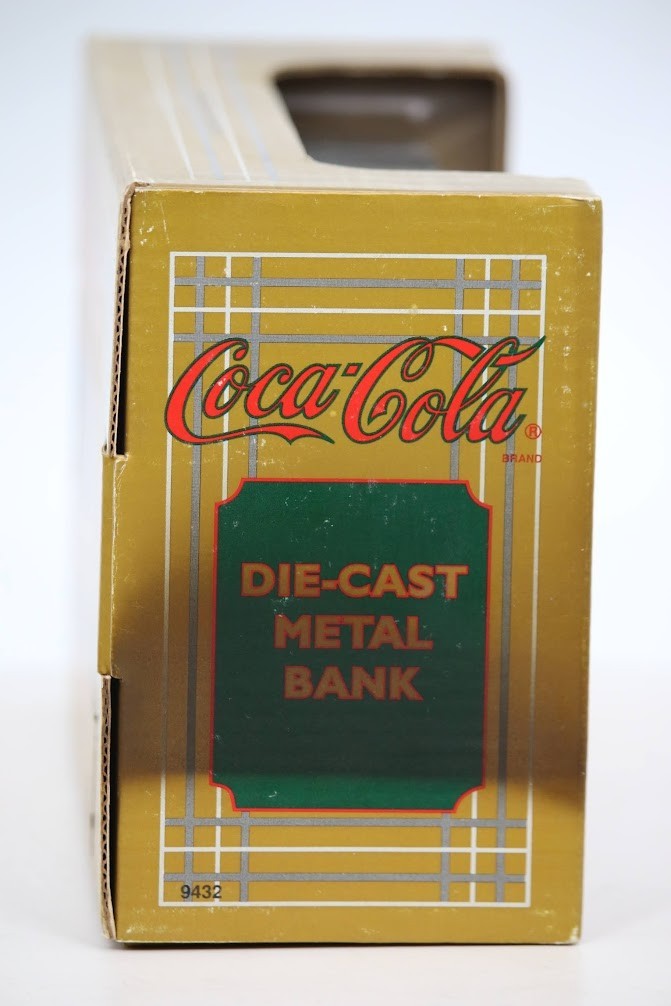 Coca-Cola®
BRAND
DIE-CAST
METAL
BANK
9432